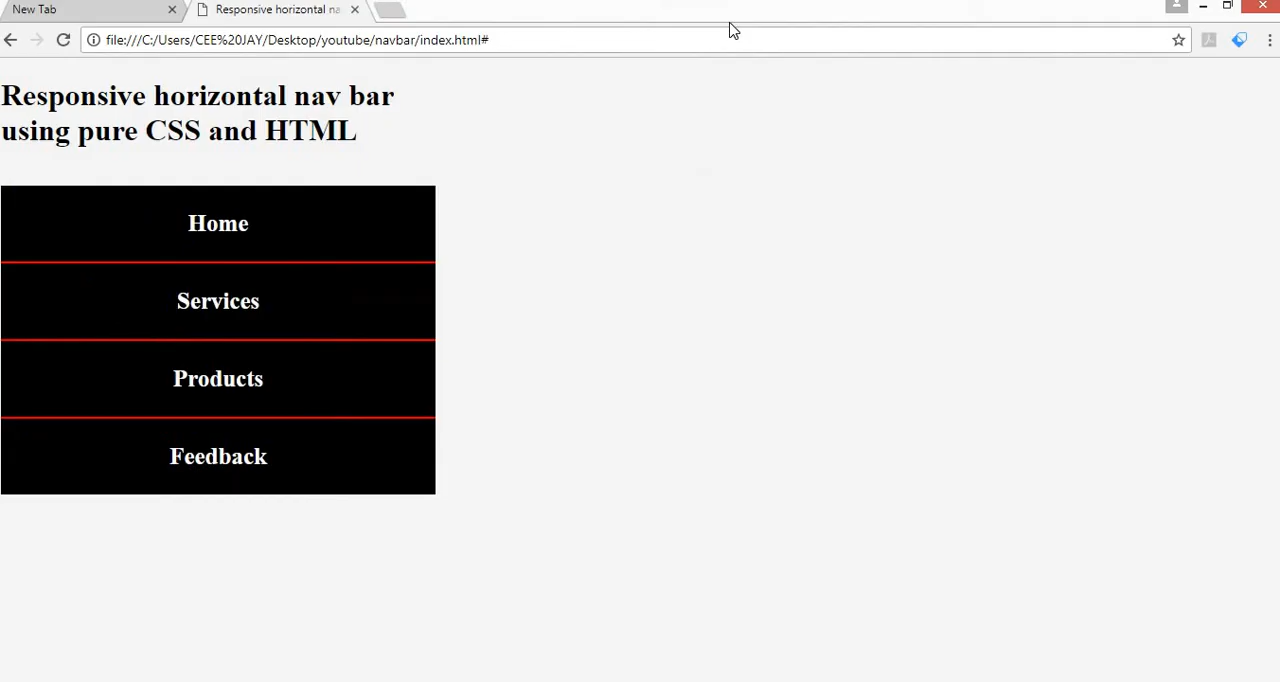 New Tab
Responsive horizontal na
file:///C:/Users/CEE%20JAY/Desktop/youtube/navbar/index.html#
Responsive horizontal nav bar
using pure CSS and HTML
Home
Services
Products
Feedback